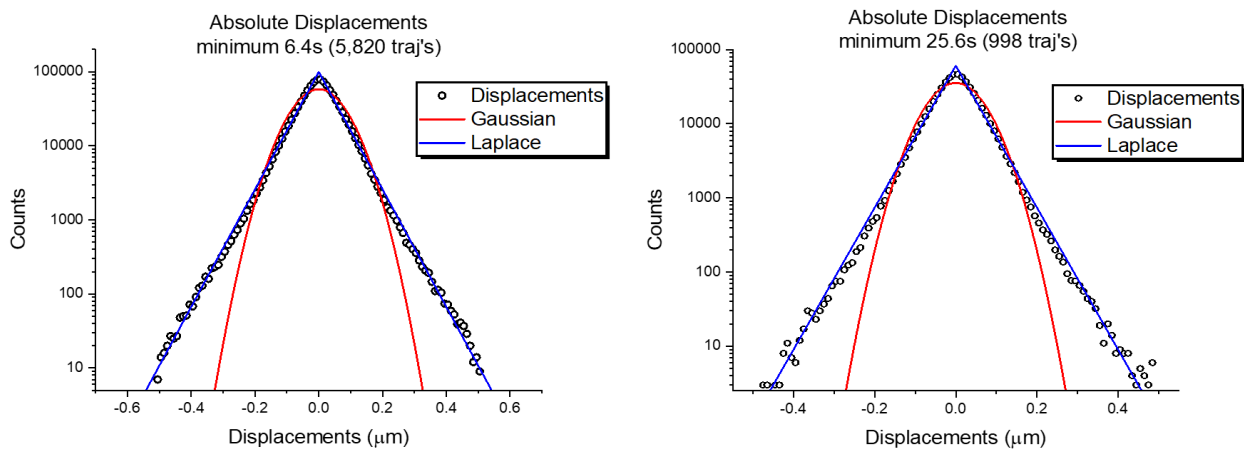 Absolute Displacements
minimum 6.4s (5,820 traj's)
100000
10000
1000
100
10
Counts
Displacements
Gaussian
Laplace
-0.6
-0.4
-0.2
0.0
0.2
0.4
0.6
Displacements (μm)
Absolute Displacements
minimum 25.6s (998 traj's)
100000
10000
1000
100
10
Counts
Displacements
Gaussian
Laplace
-0.4
-0.2
0.0
0.2
0.4
Displacements (μm)